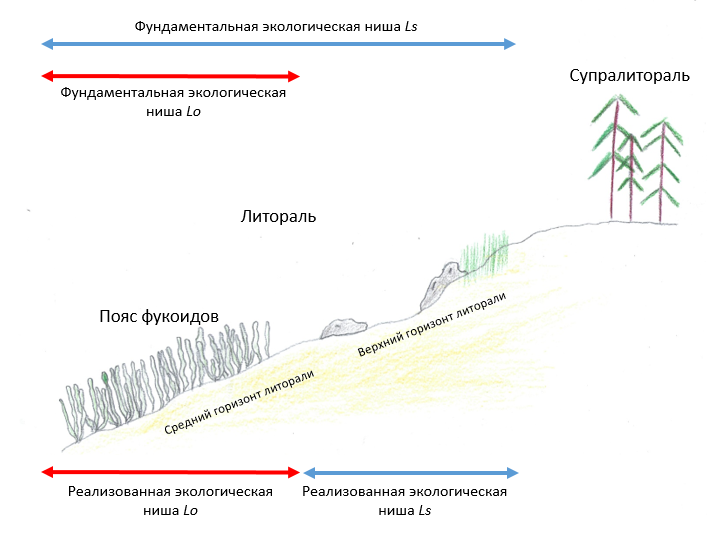 Фундаментальная экологическая ниша Ls
Фундаментальная экологическая
ниша Lo
Супралитораль
Литораль
Пояс фукоидов
Верхний горизонт литорали
Средний горизонт литорали
Реализованная экологическая
ниша Lo
Реализованная экологическая
ниша Ls